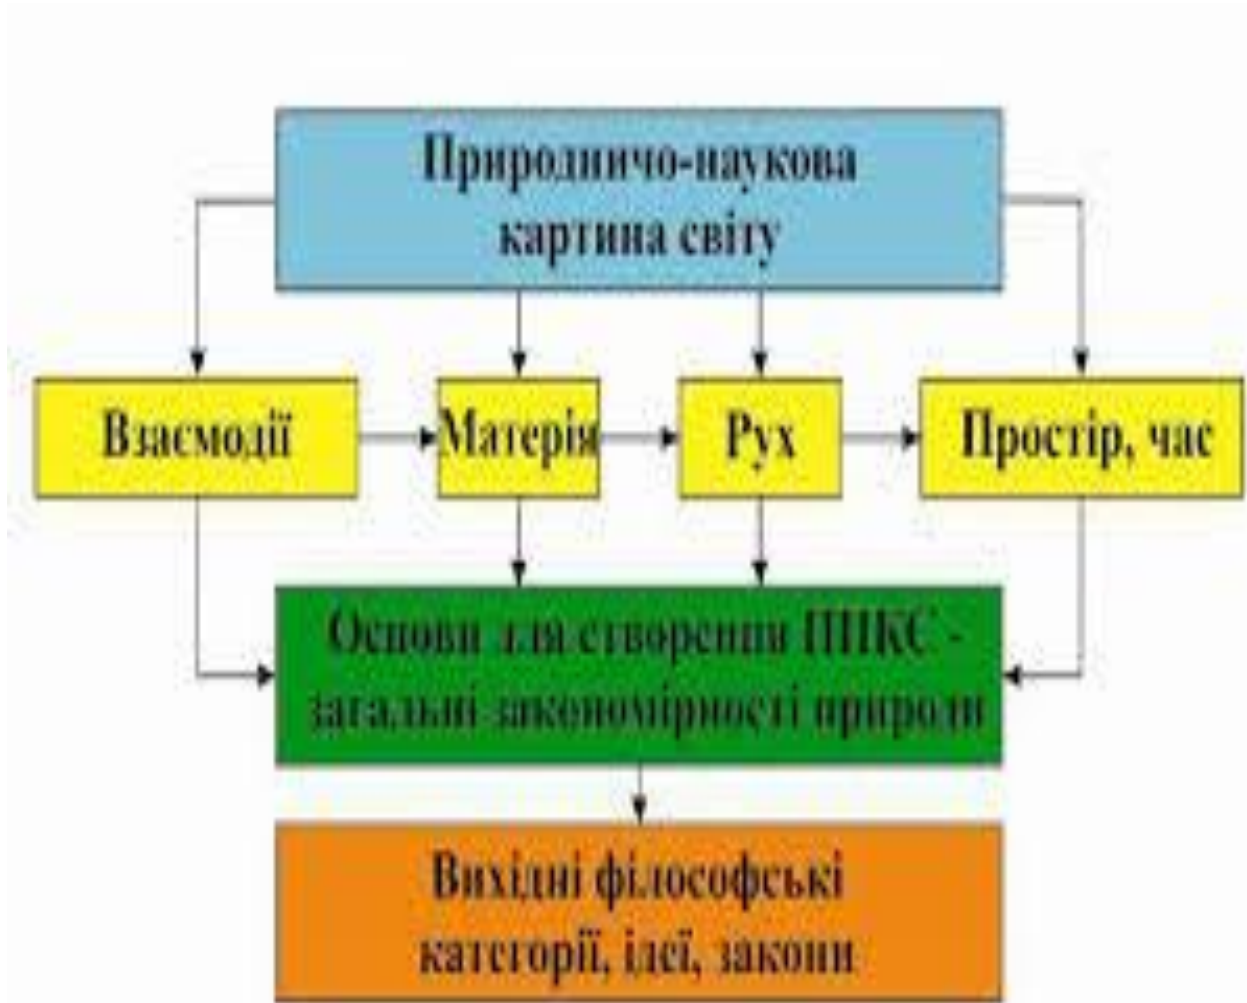 Природничо-наукова
картина світу
Взаємодії
Матерія
Рух
Простір, час
Основи для створення ПНКС -
загальні закономірності природи
Вихідні філософські
категорії, ідеї, закони